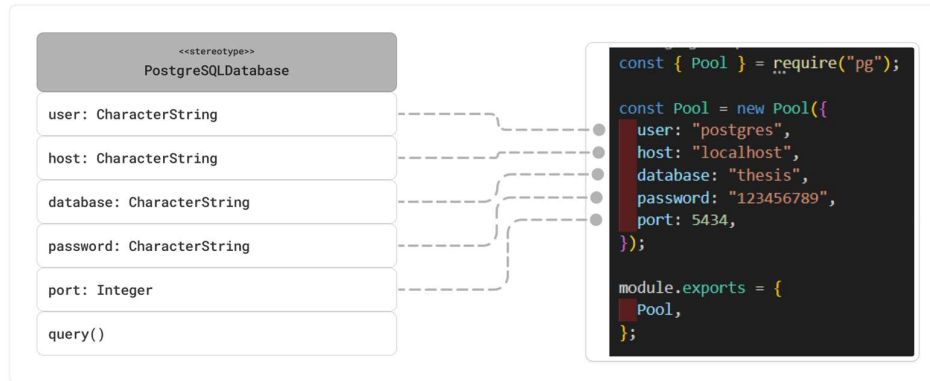 <<stereotype>>
PostgreSQLDatabase
user: CharacterString
host: CharacterString
database: CharacterString
password: CharacterString
port: Integer
query()
const { Pool } = require("pg");
const Pool = new Pool({
user: "postgres",
host: "localhost",
database: "thesis",
password: "123456789",
port: 5434,
});
module.exports = {
Pool,
};